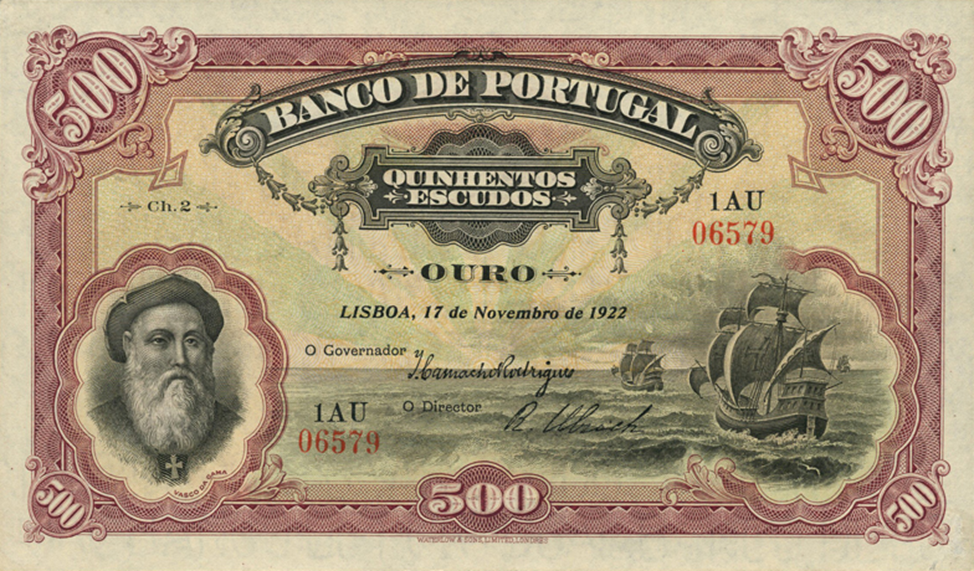 500
500
BANCO DE PORTUGAL
QUINHENTOS
ESCUDOS
Ch. 2
1AU
06579
OURO
LISBOA, 17 de Novembro de 1922
O Governador
J. Camacho Rodrigues
O Director
R. Ulrich
1AU
06579
VASCO DA GAMA
500
500
500
WATERLOW & SONS, LIMITED, LONDRES